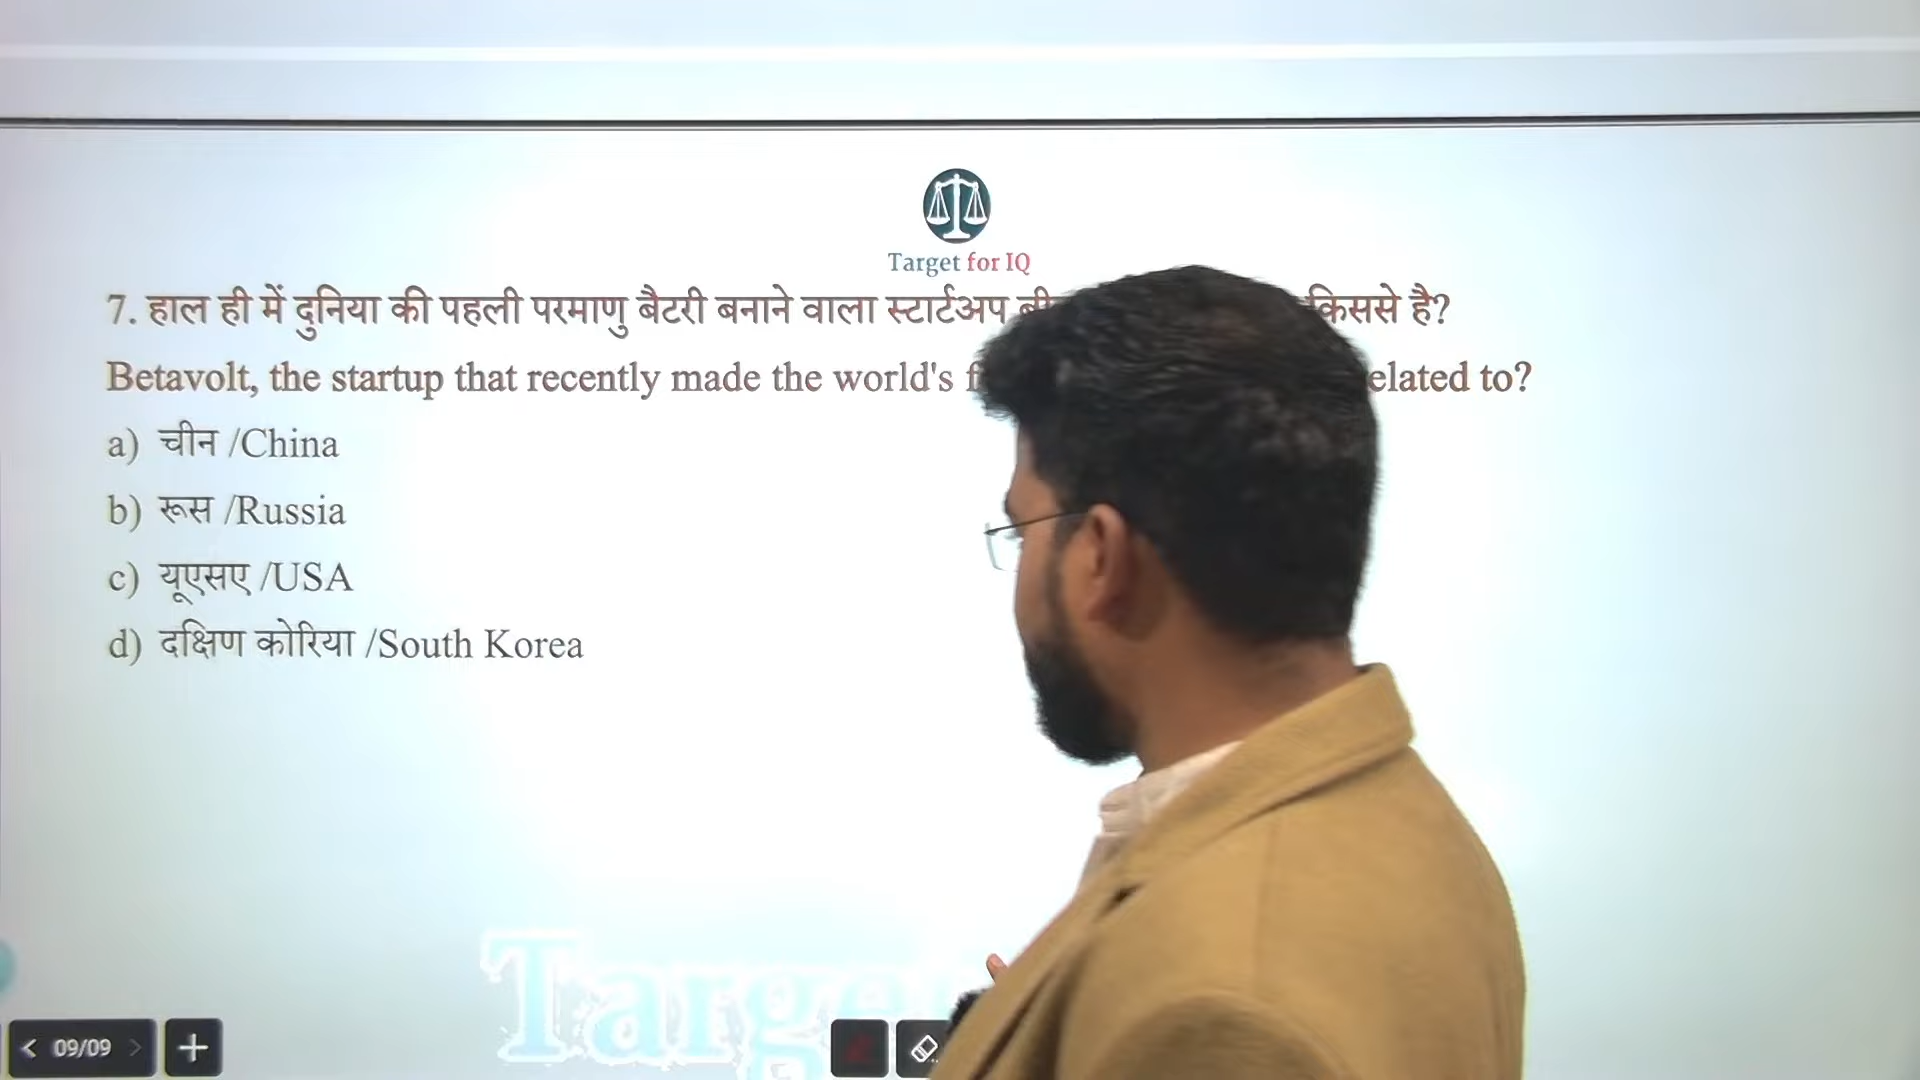 Target for IQ
7. हाल ही में दुनिया की पहली परमाणु बैटरी बनाने वाला स्टार्टअप किससे है?
Betavolt, the startup that recently made the world's to?
a) चीन /China
b) रूस /Russia
c) यूएसए /USA
d) दक्षिण कोरिया /South Korea
09/09